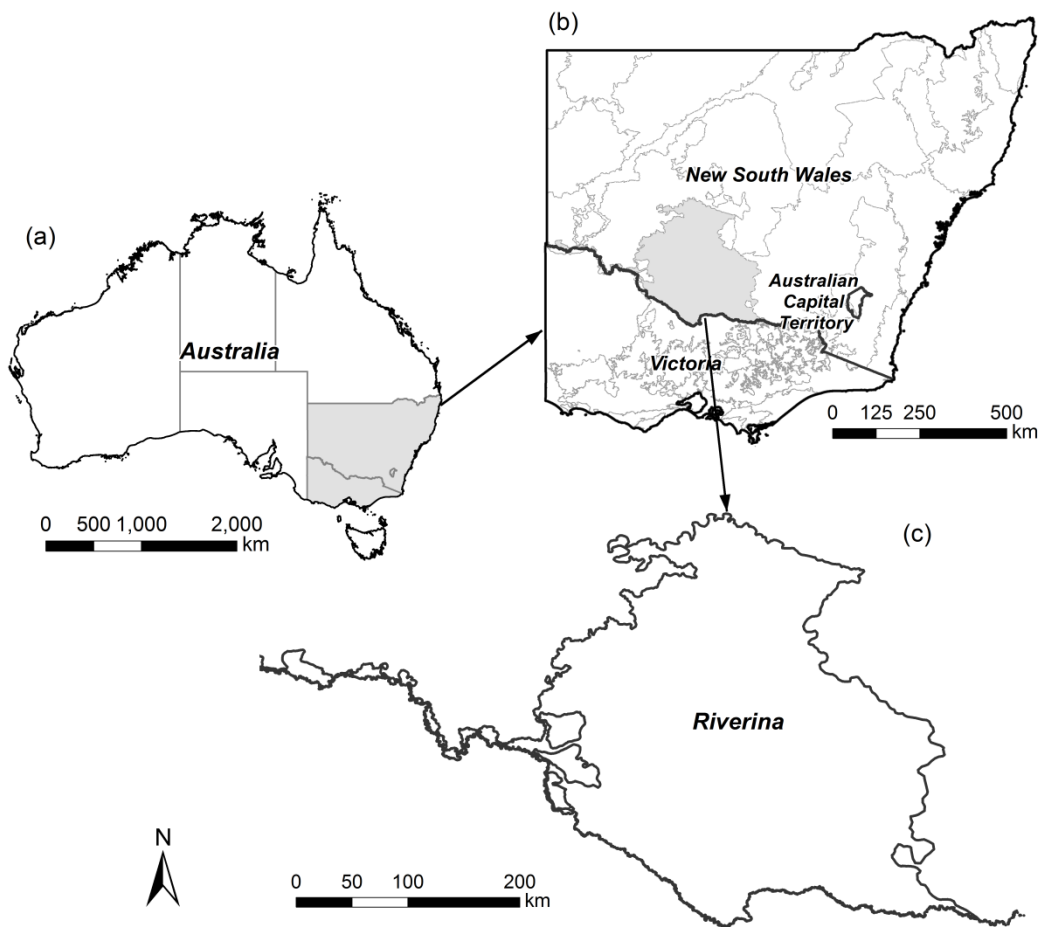 (a)
Australia
0 500 1,000 2,000
km
(b)
New South Wales
Australian
Capital
Territory
Victoria
0 125 250 500
km
(c)
Riverina
N
0 50 100 200
km